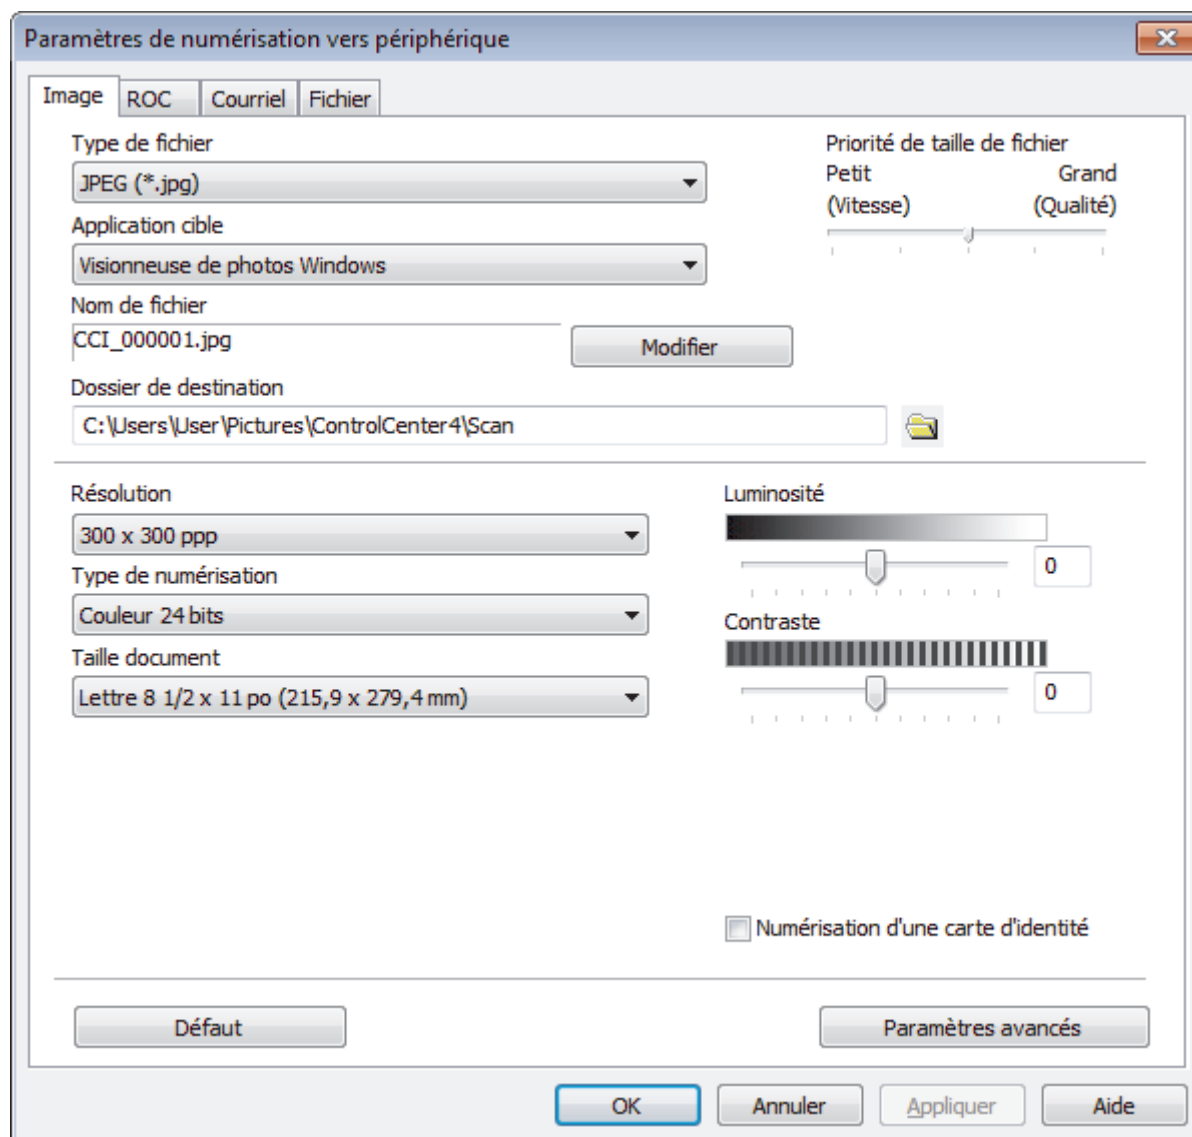 Paramètres de numérisation vers périphérique
Image ROC Courriel Fichier
Type de fichier
JPEG (*.jpg)
Application cible
Visionneuse de photos Windows
Nom de fichier
CCI_000001.jpg
Modifier
Dossier de destination
C:\Users\User\Pictures\ControlCenter4\Scan
Priorité de taille de fichier
Petit Grand
(Vitesse) (Qualité)
Résolution
300 x 300 ppp
Type de numérisation
Couleur 24 bits
Taille document
Lettre 8 1/2 x 11 po (215,9 x 279,4 mm)
Luminosité
0
Contraste
0
Numérisation d'une carte d'identité
Défaut Paramètres avancés
OK Annuler Appliquer Aide